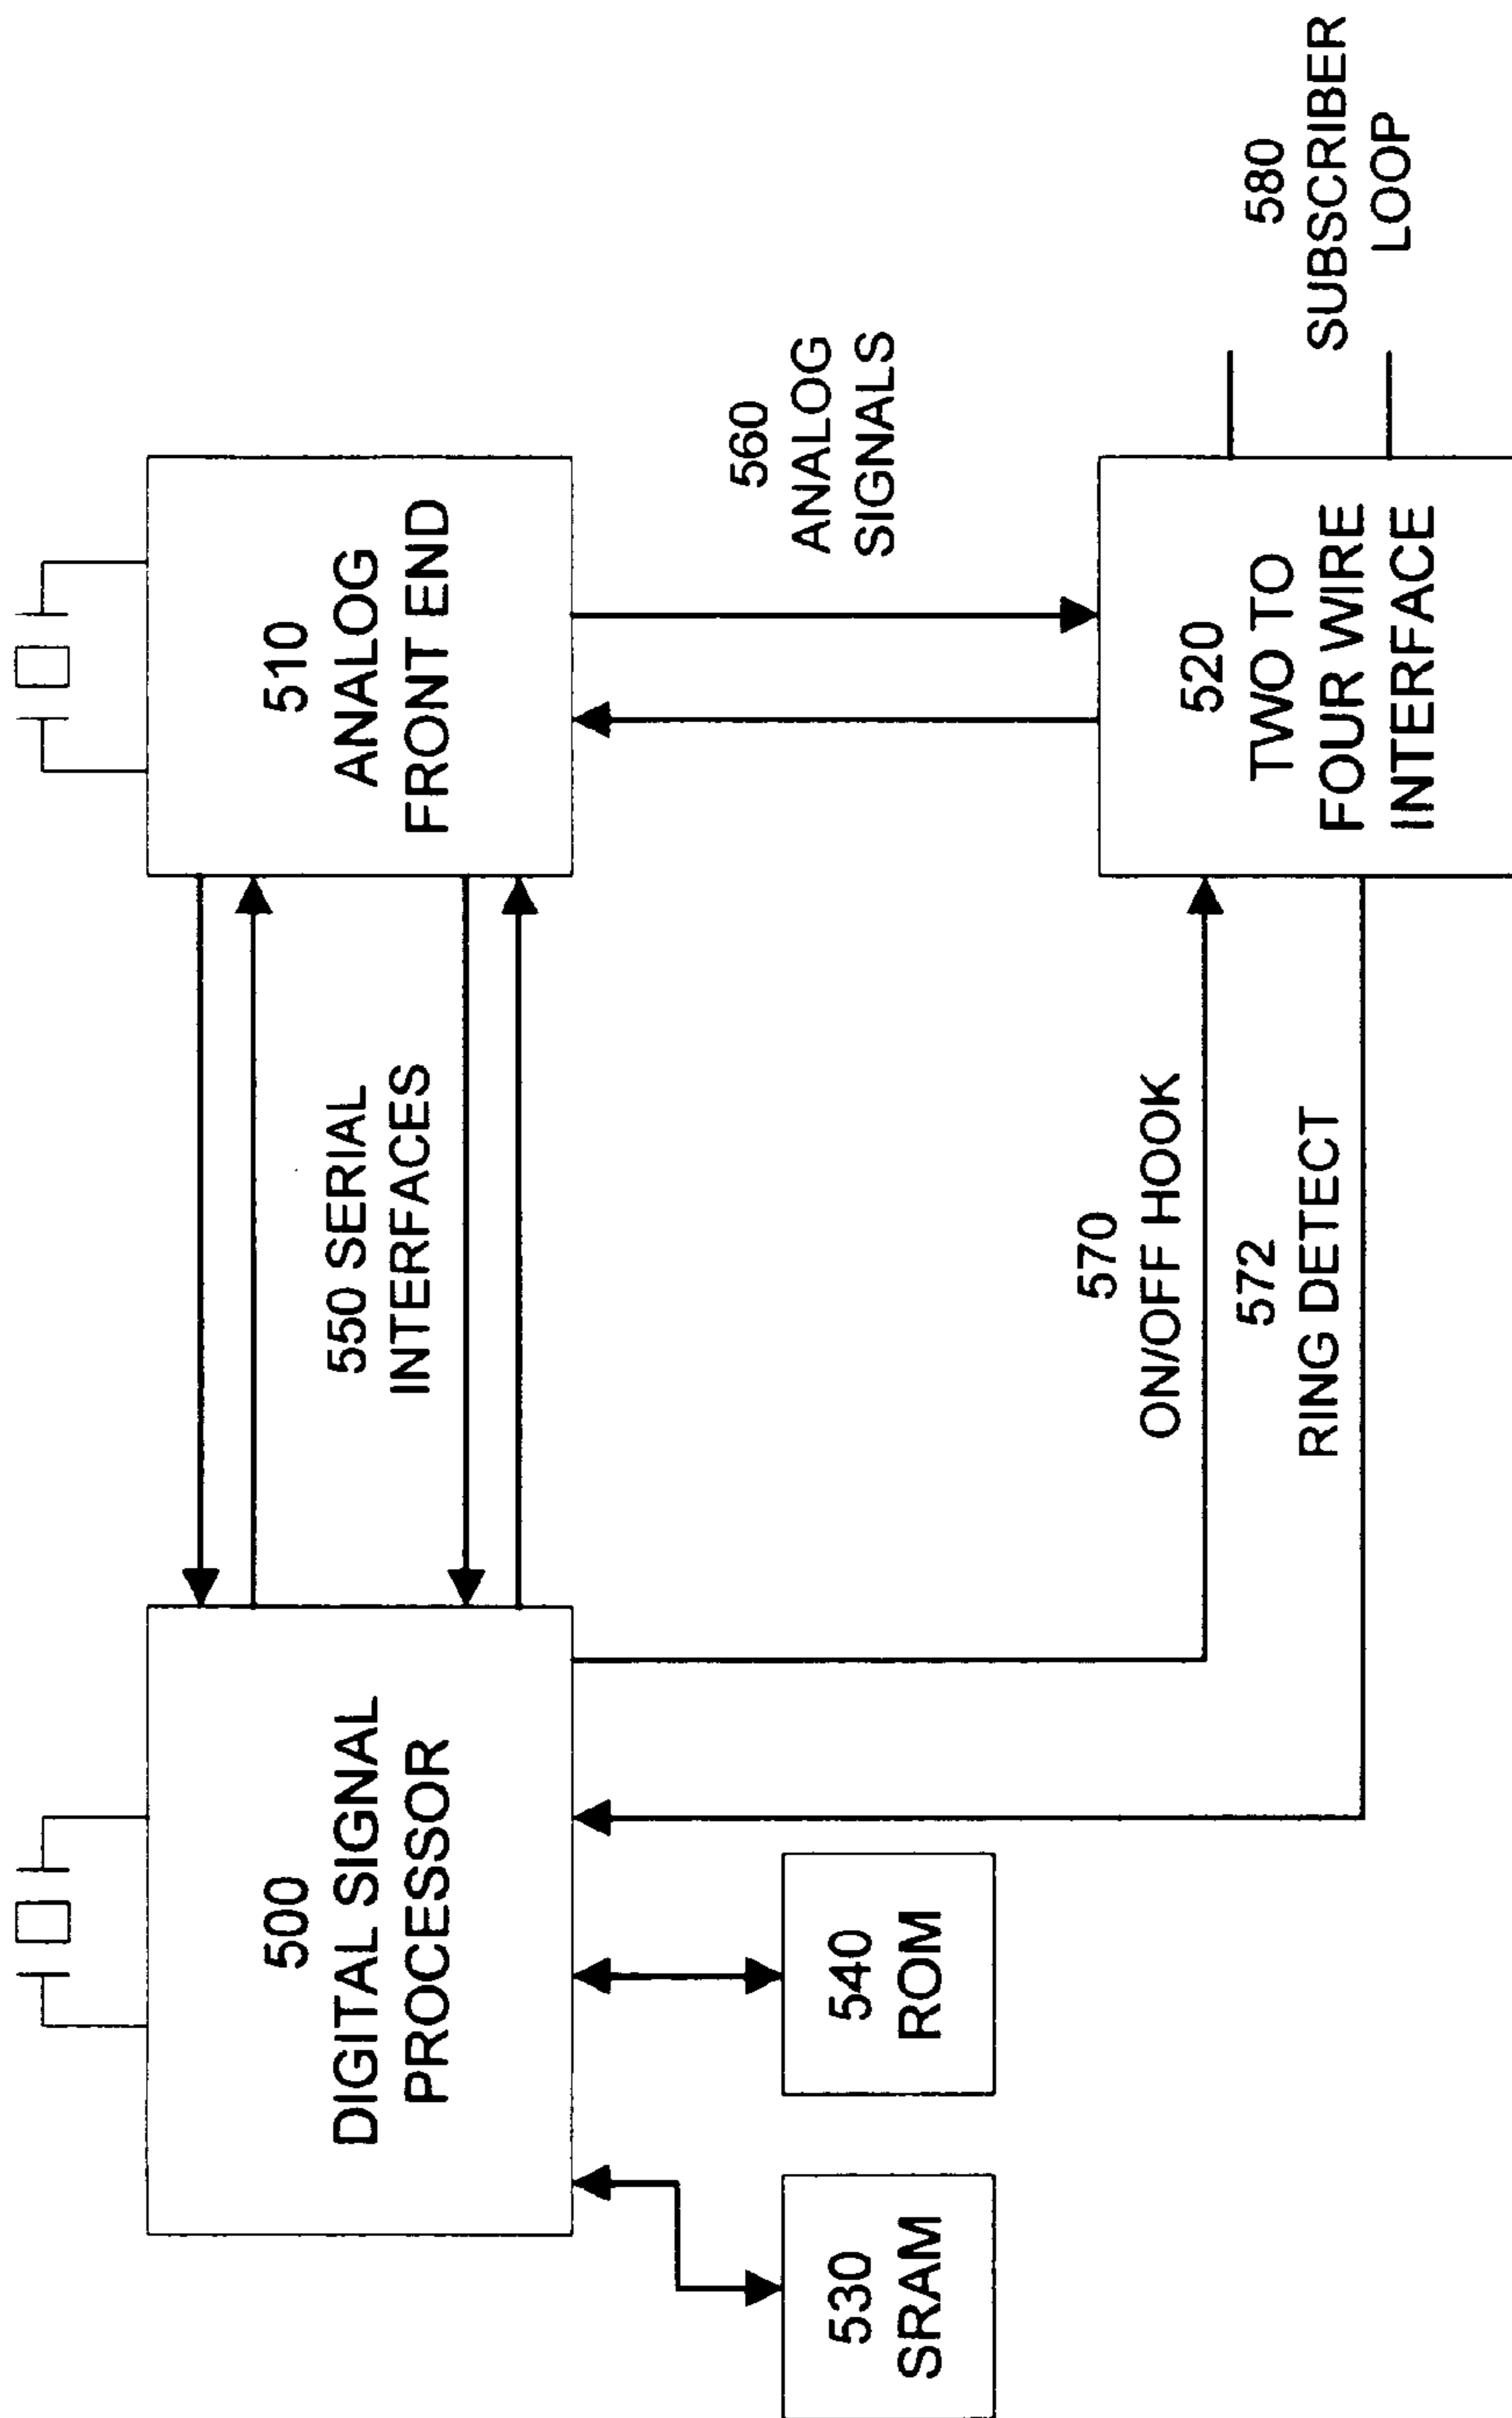 500
DIGITAL SIGNAL
PROCESSOR
550 SERIAL
INTERFACES
510
ANALOG
FRONT END
560
ANALOG
SIGNALS
530
SRAM
540
ROM
570
ON/OFF HOOK
572
RING DETECT
520
TWO TO
FOUR WIRE
INTERFACE
580
SUBSCRIBER
LOOP